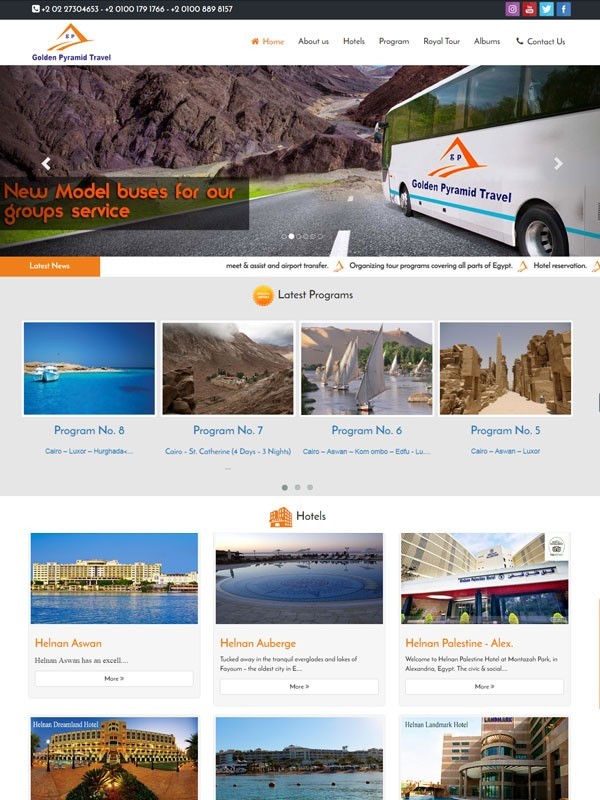 +2 02 27304653 - +2 0100 179 1766 - +2 0100 889 8157
G P
Golden Pyramid Travel
Home About us Hotels Program Royal Tour Albums Contact Us
G P
Golden Pyramid Travel
New Model buses for our
groups service
Latest News meet & assist and airport transfer. Organizing tour programs covering all parts of Egypt. Hotel reservation.
Latest Programs
Program No. 8 Program No. 7 Program No. 6 Program No. 5
Cairo – Luxor – Hurghada<... Cairo - St. Catherine (4 Days - 3 Nights) Cairo – Aswan – Kom ombo – Edfu - Lu... Cairo – Aswan – Luxor
...
Hotels
Helnan Palestine Hotel
Helnan Aswan Helnan Auberge Helnan Palestine - Alex.
Helnan Aswan has an excell.... Tucked away in the tranquil everglades and lakes of Welcome to Helnan Palestine Hotel at Montazah Park, in
Fayoum – the oldest city in E.... Alexandria, Egypt. The civic & social....
More » More » More »
Helnan Dreamland Hotel Helnan Landmark Hotel
LANDMARK